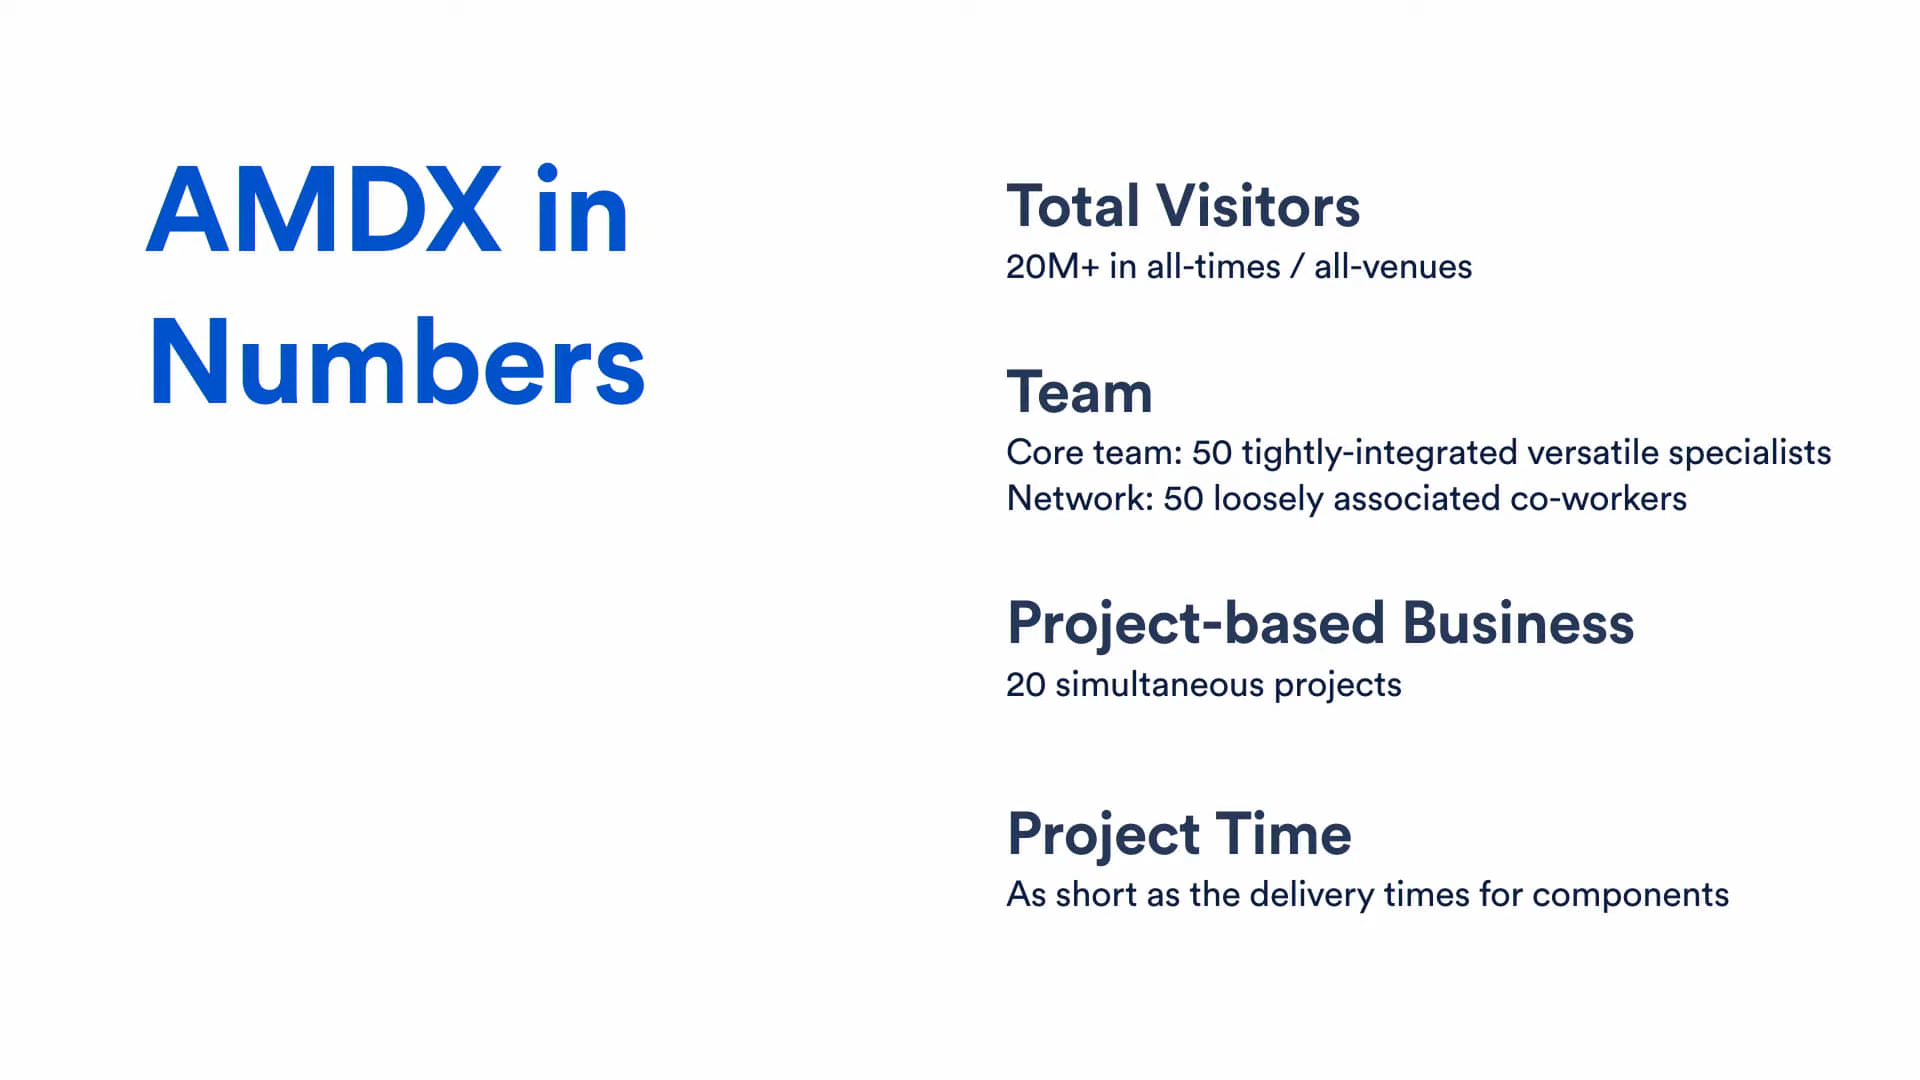 AMDX in
Numbers
Total Visitors
20M+ in all-times / all-venues
Team
Core team: 50 tightly-integrated versatile specialists
Network: 50 loosely associated co-workers
Project-based Business
20 simultaneous projects
Project Time
As short as the delivery times for components